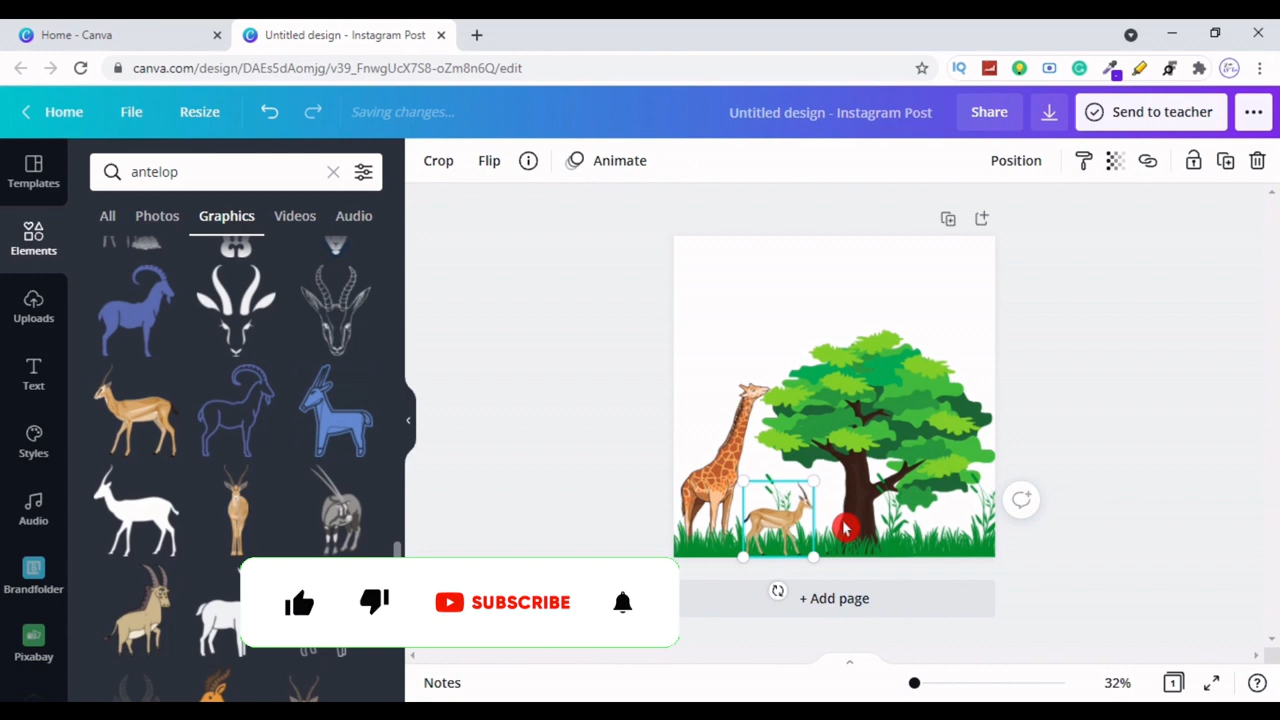 Home - Canva
Untitled design - Instagram Post
canva.com/design/DAEs5dAomjg/v39_FnwgUcX7S8-oZm8n6Q/edit
IQ
Home
File
Resize
Saving changes...
Untitled design - Instagram Post
Share
Send to teacher
Templates
antelop
Crop
Flip
Animate
Position
Elements
All
Photos
Graphics
Videos
Audio
Uploads
Text
Styles
Audio
Brandfolder
+ Add page
SUBSCRIBE
Pixabay
Notes
32%
1